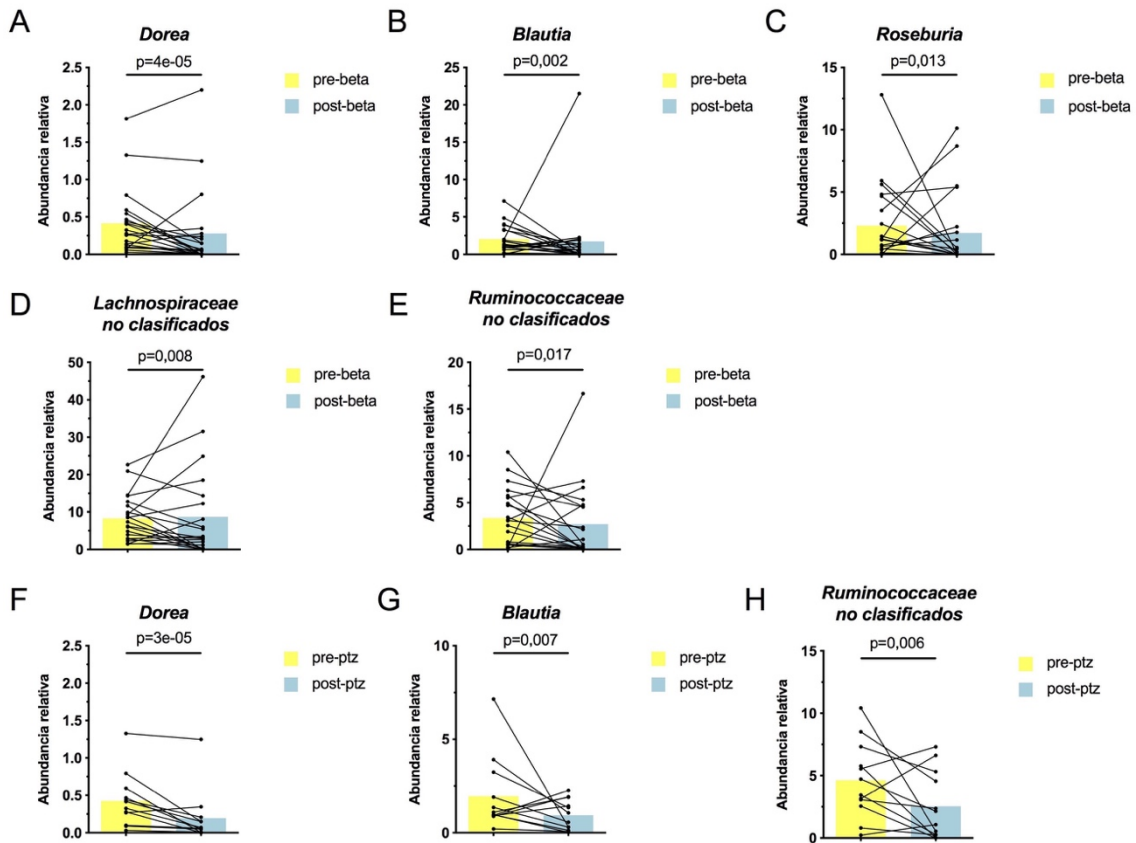 A
Dorea
p=4e-05
Abundancia relativa
2.5
2.0
1.5
1.0
0.5
0.0
pre-beta
post-beta
B
Blautia
p=0,002
Abundancia relativa
25
20
15
10
5
0
pre-beta
post-beta
C
Roseburia
p=0,013
Abundancia relativa
15
10
5
0
pre-beta
post-beta
D
Lachnospiraceae
no clasificados
p=0,008
Abundancia relativa
50
40
30
20
10
0
pre-beta
post-beta
E
Ruminococcaceae
no clasificados
p=0,017
Abundancia relativa
20
15
10
5
0
pre-beta
post-beta
F
Dorea
p=3e-05
Abundancia relativa
2.5
2.0
1.5
1.0
0.5
0.0
pre-ptz
post-ptz
G
Blautia
p=0,007
Abundancia relativa
10
5
0
pre-ptz
post-ptz
H
Ruminococcaceae
no clasificados
p=0,006
Abundancia relativa
15
10
5
0
pre-ptz
post-ptz